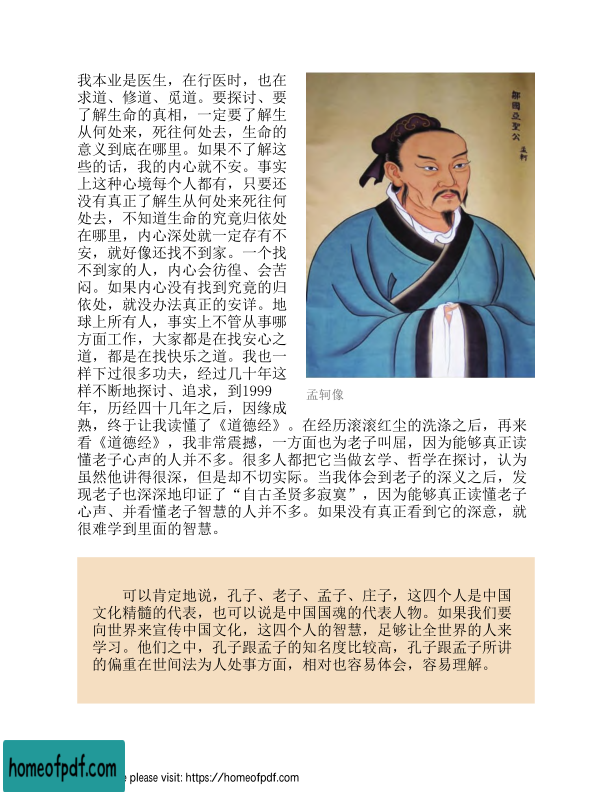 我本业是医生，在行医时，也在
求道、修道、觅道。要探讨、要
了解生命的真相，一定要了解生
从何处来，死往何处去，生命的
意义到底在哪里。如果不了解这
些的话，我的内心就不安。事实
上这种心境每个人都有，只要还
没有真正了解生从何处来死往何
处去，不知道生命的究竟归依处
在哪里，内心深处就一定存有不
安，就好像还找不到家。一个找
不到家的人，内心会彷徨、会苦
闷。如果内心没有找到究竟的归
依处，就没办法真正的安详。地
球上所有人，事实上不管从事哪
方面工作，大家都是在找安心之
道，都是在找快乐之道。我也一
样下过很多功夫，经过几十年这
样不断地探讨、追求，到1999
年，历经四十几年之后，因缘成
熟，终于让我读懂了《道德经》。在经历滚滚红尘的洗涤之后，再来
看《道德经》，我非常震撼，一方面也为老子叫屈，因为能够真正读
懂老子心声的人并不多。很多人都把它当做玄学、哲学在探讨，认为
虽然他讲得很深，但是却不切实际。当我体会到老子的深义之后，发
现老子也深深地印证了“自古圣贤多寂寞”，因为能够真正读懂老子
心声、并看懂老子智慧的人并不多。如果没有真正看到它的深意，就
很难学到里面的智慧。
鄒國亞聖公
孟軻
孟轲像
可以肯定地说，孔子、老子、孟子、庄子，这四个人是中国
文化精髓的代表，也可以说是中国国魂的代表人物。如果我们要
向世界来宣传中国文化，这四个人的智慧，足够让全世界的人来
学习。他们之中，孔子跟孟子的知名度比较高，孔子跟孟子所讲
的偏重在世间法为人处事方面，相对也容易体会，容易理解。
homeofpdf.com
please visit: https://homeofpdf.com